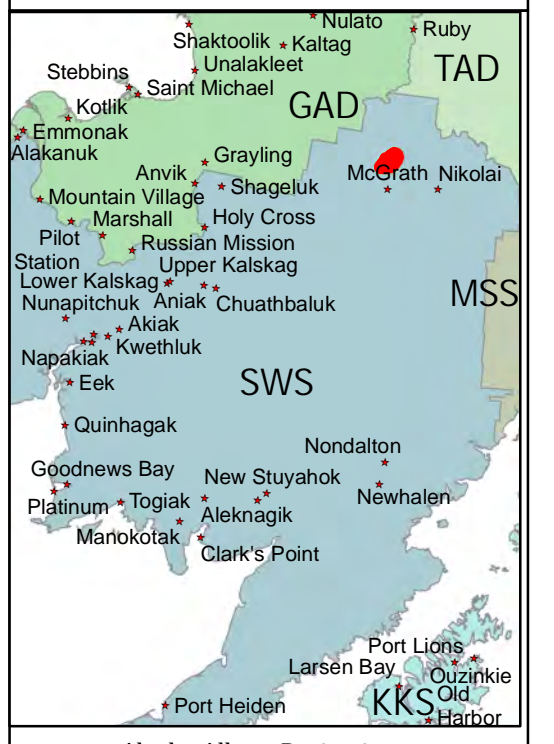 Nulato
Ruby
Shaktoolik
Kaltag
TAD
Stebbins
Unalakleet
Saint Michael
GAD
Kotlik
Emmonak
Alakanuk
Grayling
McGrath
Nikolai
Anvik
Shageluk
Mountain Village
Marshall
Holy Cross
Pilot
Station
Russian Mission
Upper Kalskag
Lower Kalskag
MSS
Nunapitchuk
Aniak
Chuathbaluk
Akiak
Kwethluk
Napakiak
SWS
Eek
Quinhagak
Nondalton
Goodnews Bay
New Stuyahok
Newhalen
Platinum
Togiak
Aleknagik
Manokotak
Clark's Point
Port Lions
Larsen Bay
Ouzinkie
KKS
Old
Harbor
Port Heiden